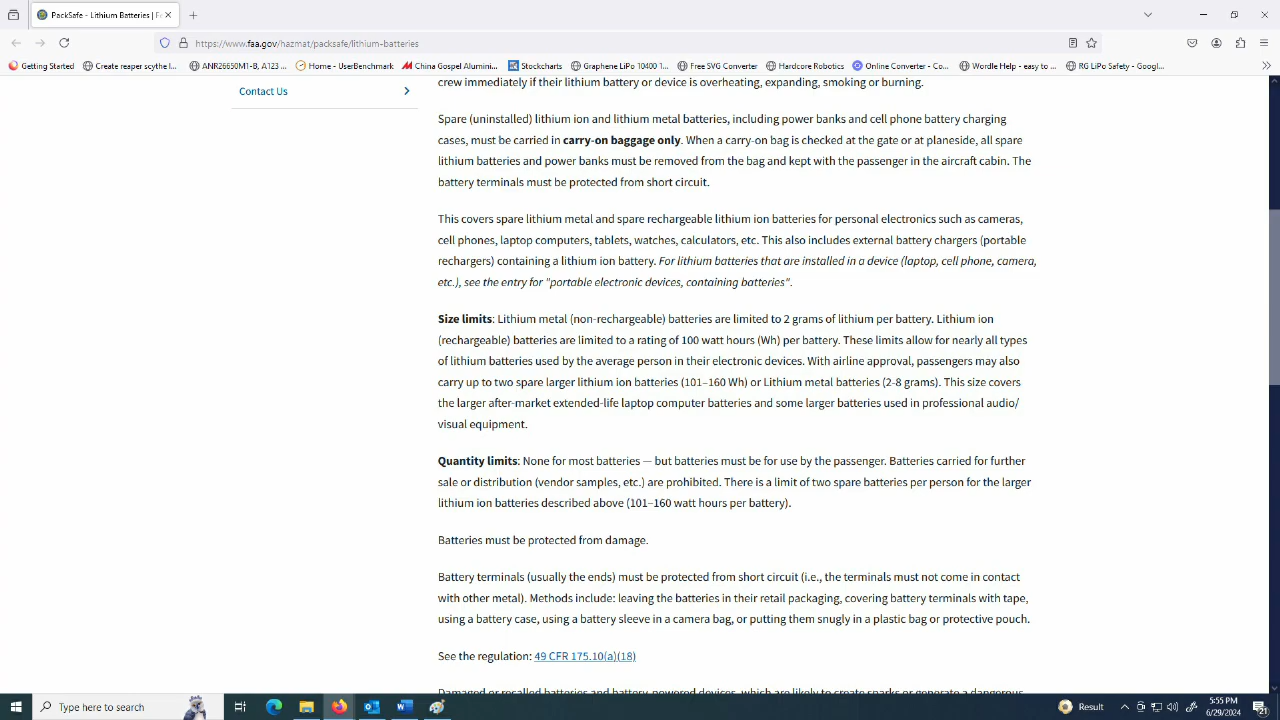 PackSafe - Lithium Batteries | F
https://www.faa.gov/hazmat/packsafe/lithium-batteries
Getting Started
Create reaper scythe l...
ANR26650M1-B, A123 ...
Home - UserBenchmark
China Gospel Alumini...
Stockcharts
Graphene LiPo 10400 1...
Free SVG Converter
Hardcore Robotics
Online Converter - Co...
Wordle Help - easy to ...
RG LiPo Safety - Googl...
Contact Us
crew immediately if their lithium battery or device is overheating, expanding, smoking or burning.
Spare (uninstalled) lithium ion and lithium metal batteries, including power banks and cell phone battery charging
cases, must be carried in carry-on baggage only. When a carry-on bag is checked at the gate or at planeside, all spare
lithium batteries and power banks must be removed from the bag and kept with the passenger in the aircraft cabin. The
battery terminals must be protected from short circuit.
This covers spare lithium metal and spare rechargeable lithium ion batteries for personal electronics such as cameras,
cell phones, laptop computers, tablets, watches, calculators, etc. This also includes external battery chargers (portable
rechargers) containing a lithium ion battery. For lithium batteries that are installed in a device (laptop, cell phone, camera,
etc.), see the entry for "portable electronic devices, containing batteries".
Size limits: Lithium metal (non-rechargeable) batteries are limited to 2 grams of lithium per battery. Lithium ion
(rechargeable) batteries are limited to a rating of 100 watt hours (Wh) per battery. These limits allow for nearly all types
of lithium batteries used by the average person in their electronic devices. With airline approval, passengers may also
carry up to two spare larger lithium ion batteries (101–160 Wh) or Lithium metal batteries (2-8 grams). This size covers
the larger after-market extended-life laptop computer batteries and some larger batteries used in professional audio/
visual equipment.
Quantity limits: None for most batteries — but batteries must be for use by the passenger. Batteries carried for further
sale or distribution (vendor samples, etc.) are prohibited. There is a limit of two spare batteries per person for the larger
lithium ion batteries described above (101–160 watt hours per battery).
Batteries must be protected from damage.
Battery terminals (usually the ends) must be protected from short circuit (i.e., the terminals must not come in contact
with other metal). Methods include: leaving the batteries in their retail packaging, covering battery terminals with tape,
using a battery case, using a battery sleeve in a camera bag, or putting them snugly in a plastic bag or protective pouch.
See the regulation: 49 CFR 175.10(a)(18)
Damaged or recalled batteries and battery-powered devices, which are likely to create sparks or generate a dangerous
Type here to search
Result
5:55 PM
6/29/2024
21